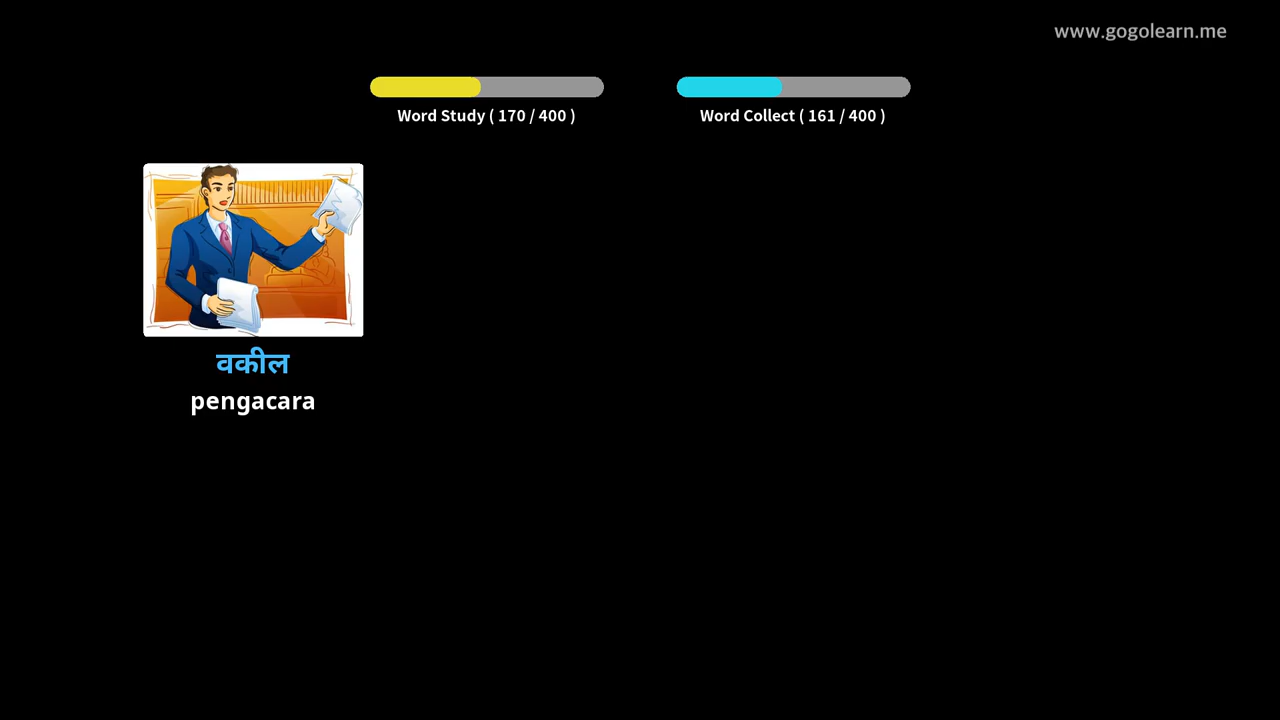 www.gogolearn.me
Word Study ( 170 / 400 )
Word Collect ( 161 / 400 )
वकील
pengacara